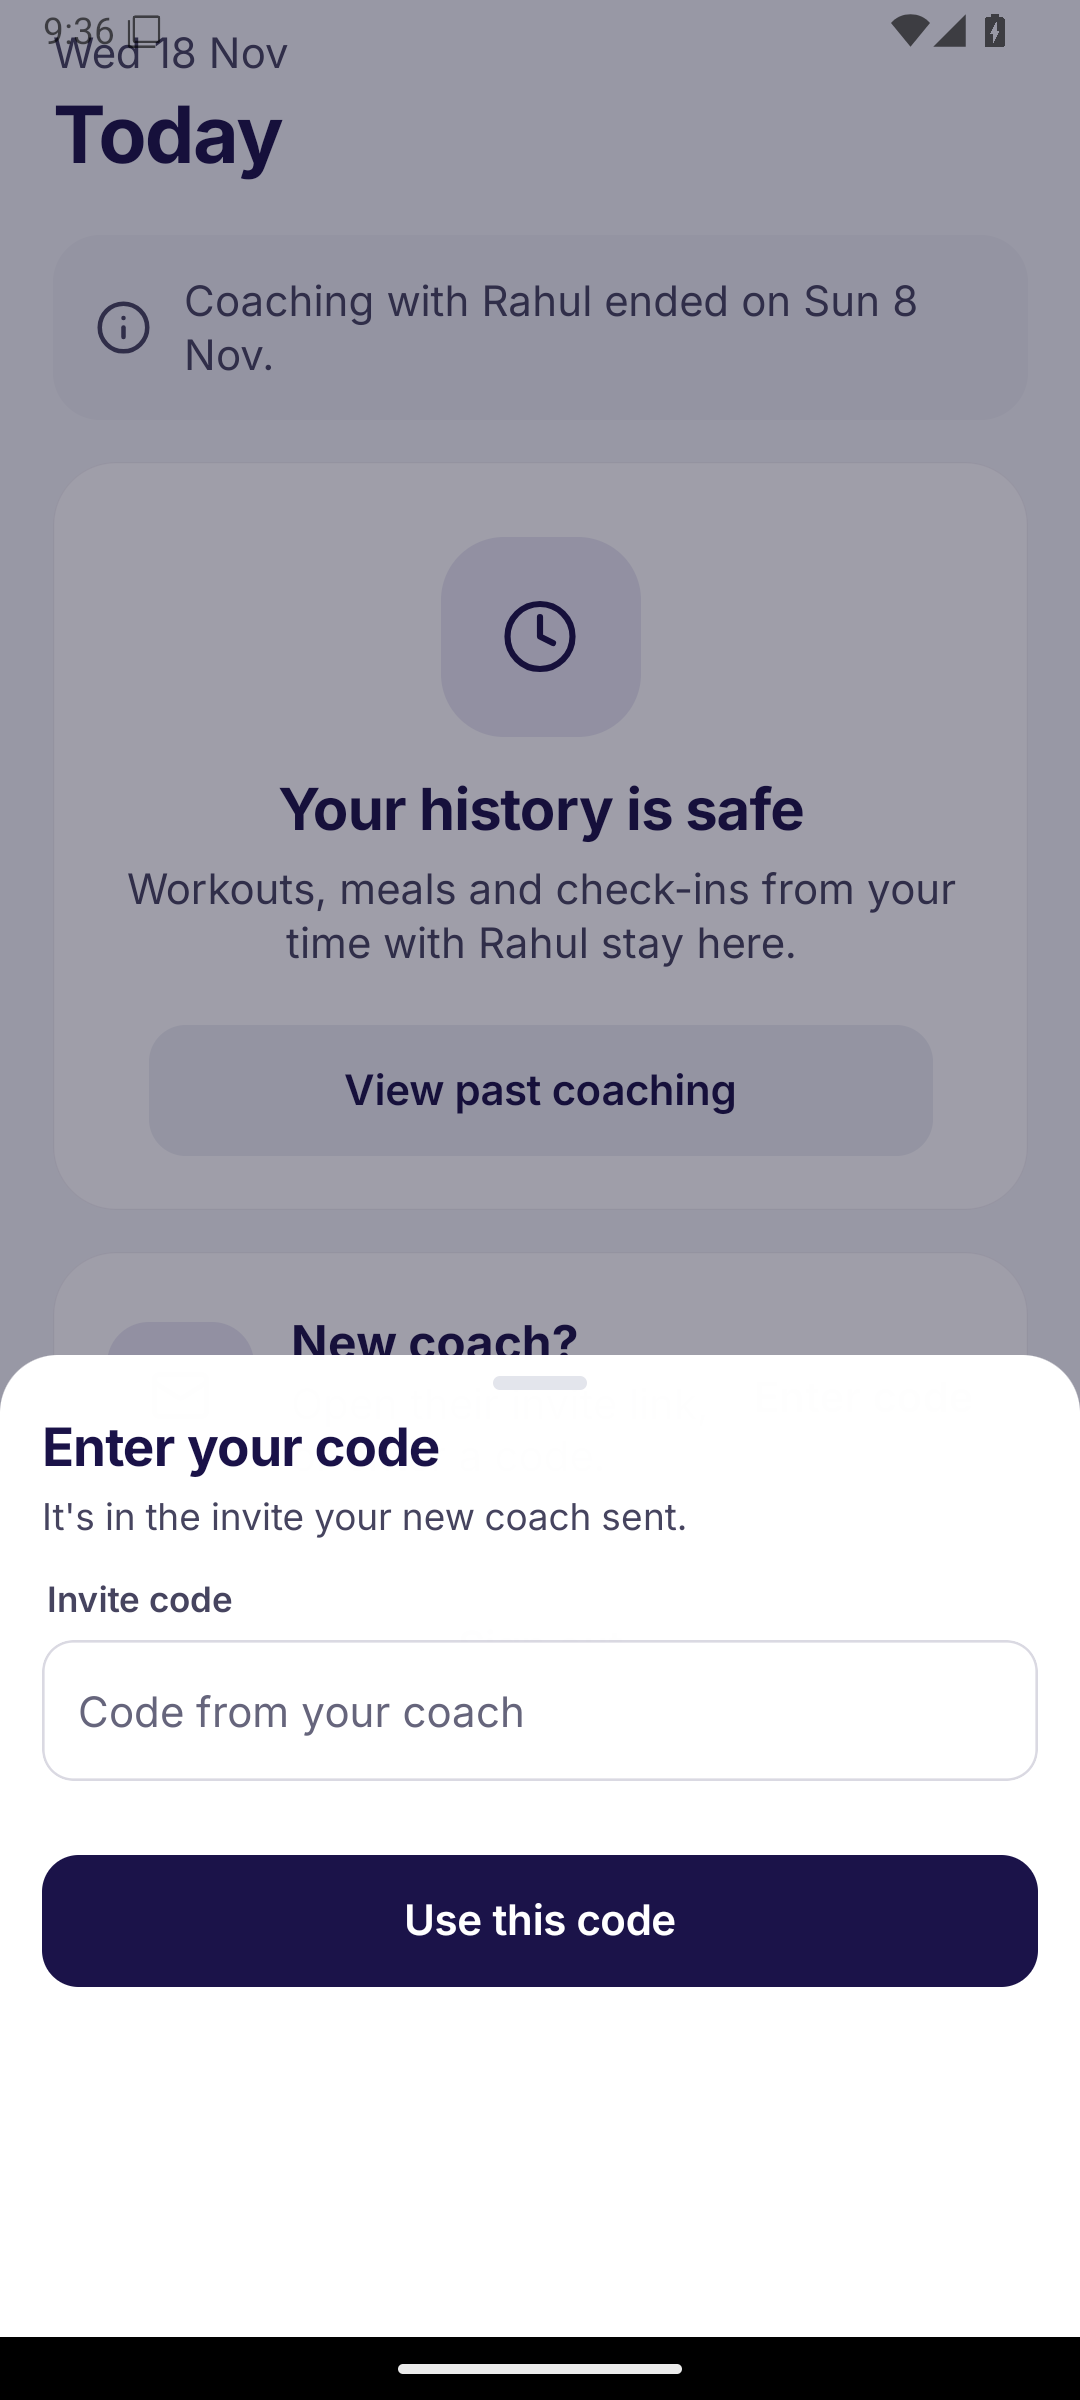 9:36
Wed 18 Nov
Today
Coaching with Rahul ended on Sun 8
Nov.
Your history is safe
Workouts, meals and check-ins from your
time with Rahul stay here.
View past coaching
New coach?
Enter your code
It's in the invite your new coach sent.
Invite code
Code from your coach
Use this code